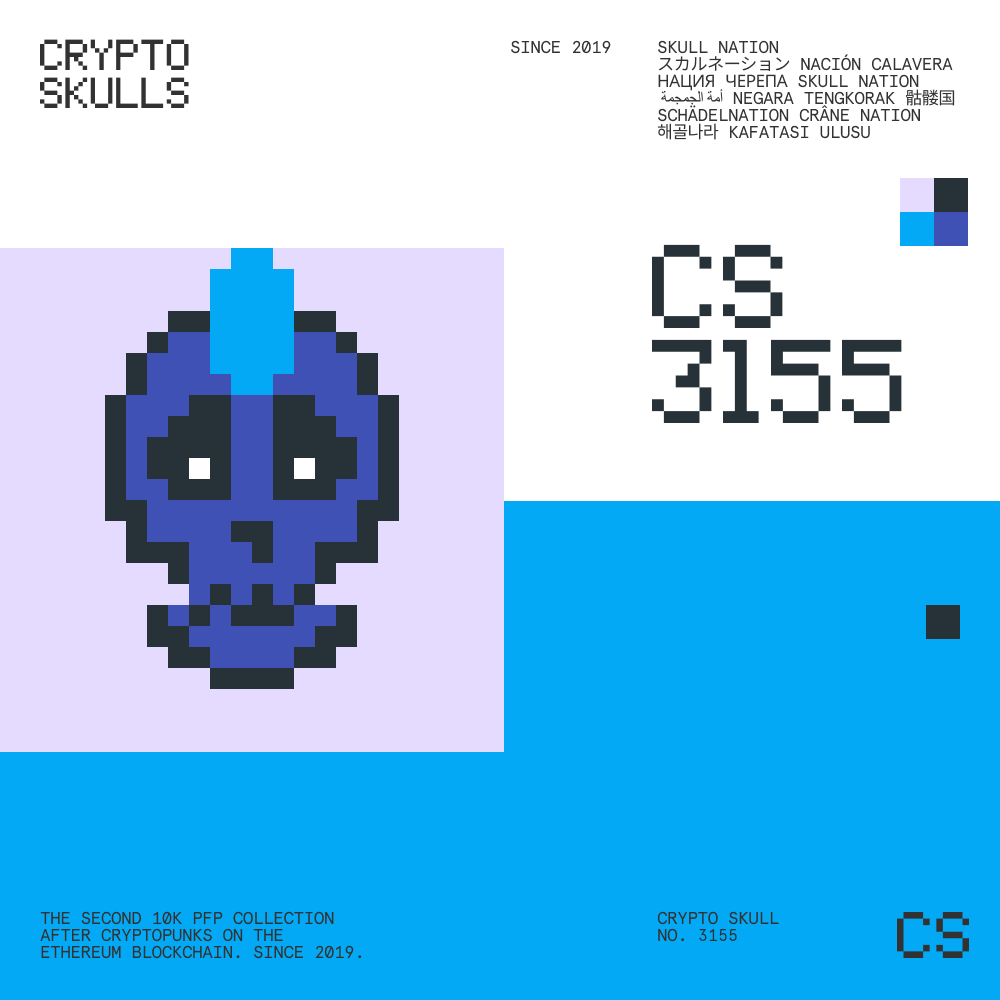 CRYPTO
SKULLS
SINCE 2019
SKULL NATION
スカルネーション NACIÓN CALAVERA
НАЦИЯ ЧЕРЕПА SKULL NATION
أمة الجمجمة NEGARA TENGKORAK 骷髅国
SCHÄDELNATION CRÂNE NATION
해골나라 KAFATASI ULUSU
CS
3155
THE SECOND 10K PFP COLLECTION
AFTER CRYPTOPUNKS ON THE
ETHEREUM BLOCKCHAIN. SINCE 2019.
CRYPTO SKULL
NO. 3155
CS